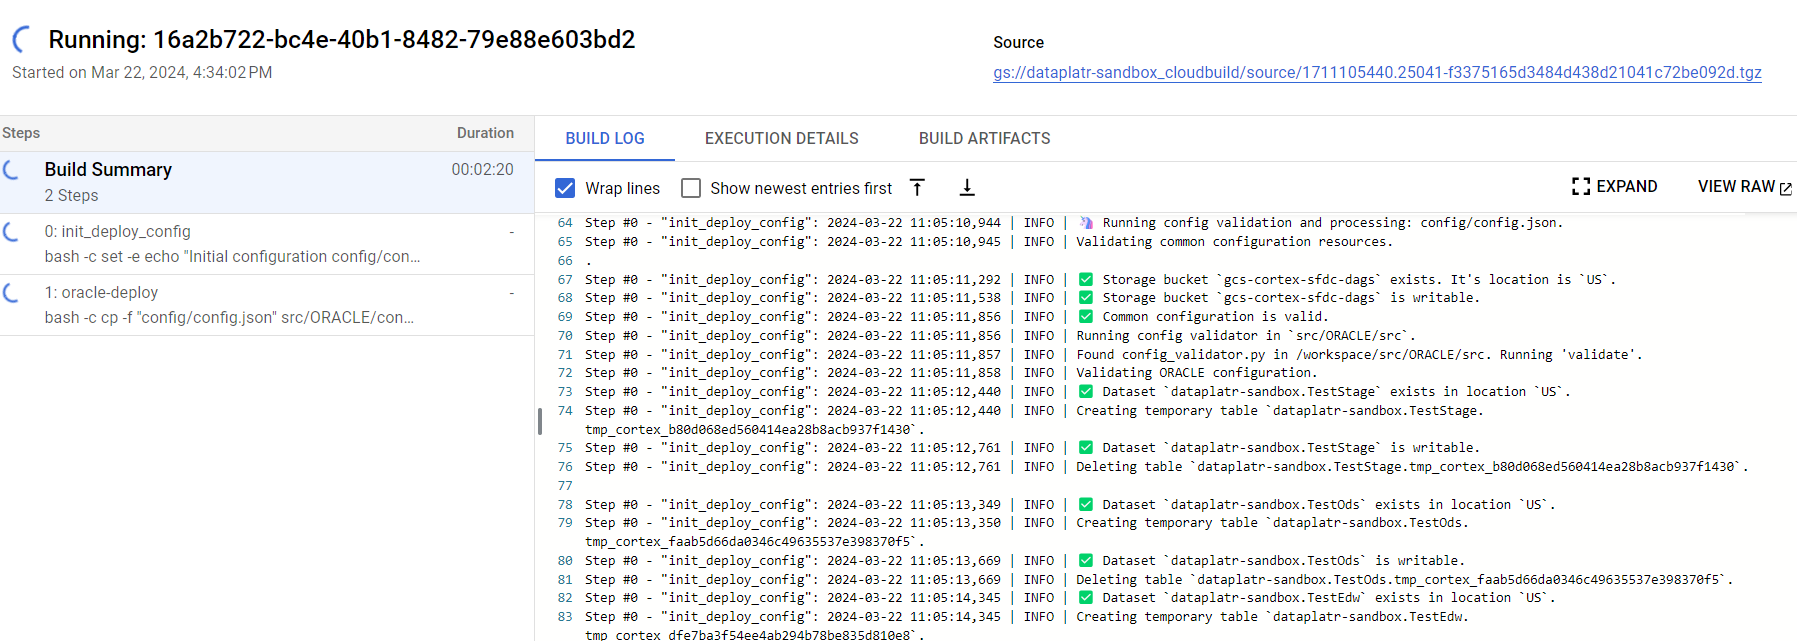 Running: 16a2b722-bc4e-40b1-8482-79e88e603bd2
Started on Mar 22, 2024, 4:34:02 PM
Source
gs://dataplatr-sandbox_cloudbuild/source/1711105440.25041-f3375165d3484d438d21041c72be092d.tgz
Steps Duration
Build Summary 00:02:20
2 Steps
0: init_deploy_config -
bash -c set -e echo "Initial configuration config/con...
1: oracle-deploy -
bash -c cp -f "config/config.json" src/ORACLE/con...
BUILD LOG EXECUTION DETAILS BUILD ARTIFACTS
Wrap lines Show newest entries first EXPAND VIEW RAW
64 Step #0 - "init_deploy_config": 2024-03-22 11:05:10,944 | INFO | 🦄 Running config validation and processing: config/config.json.
65 Step #0 - "init_deploy_config": 2024-03-22 11:05:10,945 | INFO | Validating common configuration resources.
66 .
67 Step #0 - "init_deploy_config": 2024-03-22 11:05:11,292 | INFO | ✅ Storage bucket `gcs-cortex-sfdc-dags` exists. It's location is `US`.
68 Step #0 - "init_deploy_config": 2024-03-22 11:05:11,538 | INFO | ✅ Storage bucket `gcs-cortex-sfdc-dags` is writable.
69 Step #0 - "init_deploy_config": 2024-03-22 11:05:11,856 | INFO | ✅ Common configuration is valid.
70 Step #0 - "init_deploy_config": 2024-03-22 11:05:11,856 | INFO | Running config validator in `src/ORACLE/src`.
71 Step #0 - "init_deploy_config": 2024-03-22 11:05:11,857 | INFO | Found config_validator.py in /workspace/src/ORACLE/src. Running 'validate'.
72 Step #0 - "init_deploy_config": 2024-03-22 11:05:11,858 | INFO | Validating ORACLE configuration.
73 Step #0 - "init_deploy_config": 2024-03-22 11:05:12,440 | INFO | ✅ Dataset `dataplatr-sandbox.TestStage` exists in location `US`.
74 Step #0 - "init_deploy_config": 2024-03-22 11:05:12,440 | INFO | Creating temporary table `dataplatr-sandbox.TestStage.
tmp_cortex_b80d068ed560414ea28b8acb937f1430`.
75 Step #0 - "init_deploy_config": 2024-03-22 11:05:12,761 | INFO | ✅ Dataset `dataplatr-sandbox.TestStage` is writable.
76 Step #0 - "init_deploy_config": 2024-03-22 11:05:12,761 | INFO | Deleting table `dataplatr-sandbox.TestStage.tmp_cortex_b80d068ed560414ea28b8acb937f1430`.
77
78 Step #0 - "init_deploy_config": 2024-03-22 11:05:13,349 | INFO | ✅ Dataset `dataplatr-sandbox.TestOds` exists in location `US`.
79 Step #0 - "init_deploy_config": 2024-03-22 11:05:13,350 | INFO | Creating temporary table `dataplatr-sandbox.TestOds.
tmp_cortex_faab5d66da0346c49635537e398370f5`.
80 Step #0 - "init_deploy_config": 2024-03-22 11:05:13,669 | INFO | ✅ Dataset `dataplatr-sandbox.TestOds` is writable.
81 Step #0 - "init_deploy_config": 2024-03-22 11:05:13,669 | INFO | Deleting table `dataplatr-sandbox.TestOds.tmp_cortex_faab5d66da0346c49635537e398370f5`.
82 Step #0 - "init_deploy_config": 2024-03-22 11:05:14,345 | INFO | ✅ Dataset `dataplatr-sandbox.TestEdw` exists in location `US`.
83 Step #0 - "init_deploy_config": 2024-03-22 11:05:14,345 | INFO | Creating temporary table `dataplatr-sandbox.TestEdw.
tmp_cortex_dfe7ba3f54ee4ab294b78be835d810e8`.